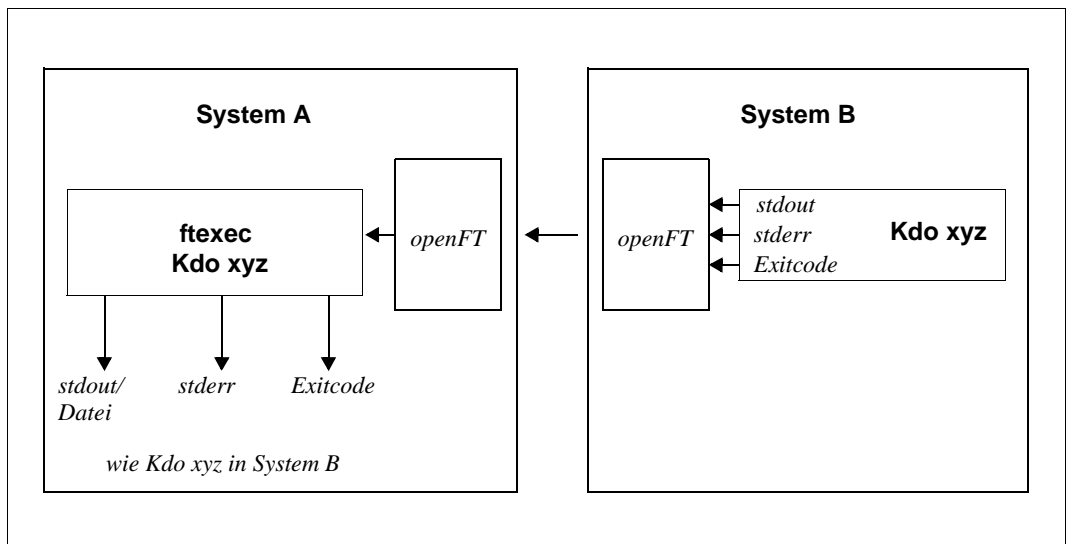 System A
System B
ftexec
Kdo xyz
openFT
openFT
stdout
stderr
Exitcode
Kdo xyz
stdout/
Datei
stderr
Exitcode
wie Kdo xyz in System B